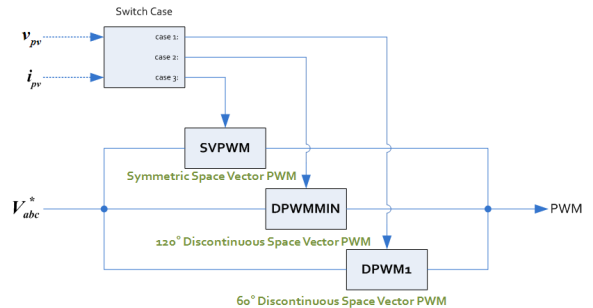 Switch Case
v_pv
case 1:
case 2:
i_pv
case 3:
SVPWM
Symmetric Space Vector PWM
V_abc^*
DPWMMIN
PWM
120° Discontinuous Space Vector PWM
DPWM1
60° Discontinuous Space Vector PWM